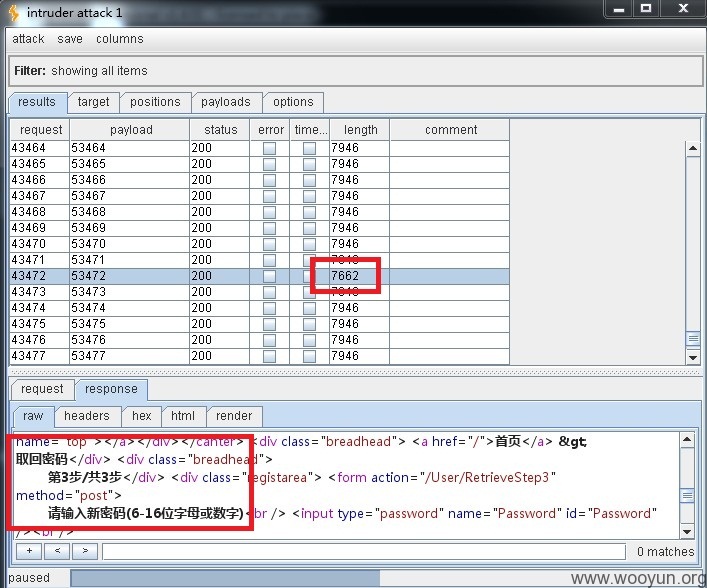 intruder attack 1
attack save columns
Filter: showing all items
results target positions payloads options
request payload status error time... length comment
43464 53464 200 7946
43465 53465 200 7946
43466 53466 200 7946
43467 53467 200 7946
43468 53468 200 7946
43469 53469 200 7946
43470 53470 200 7946
43471 53471 200
43472 53472 200 7662
43473 53473 200
43474 53474 200 7946
43475 53475 200 7946
43476 53476 200 7946
43477 53477 200 7946
request response
raw headers hex html render
name="top"></a></div></canter> <div class="breadhead"> <a href="/">首页</a> &gt;
取回密码</div> <div class="breadhead">
第3步/共3步</div> <div class="registarea"> <form action="/User/RetrieveStep3"
method="post">
请输入新密码(6-16位字母或数字)<br /> <input type="password" name="Password" id="Password"
/><br />
+ < > 0 matches
paused
www.wooyun.org